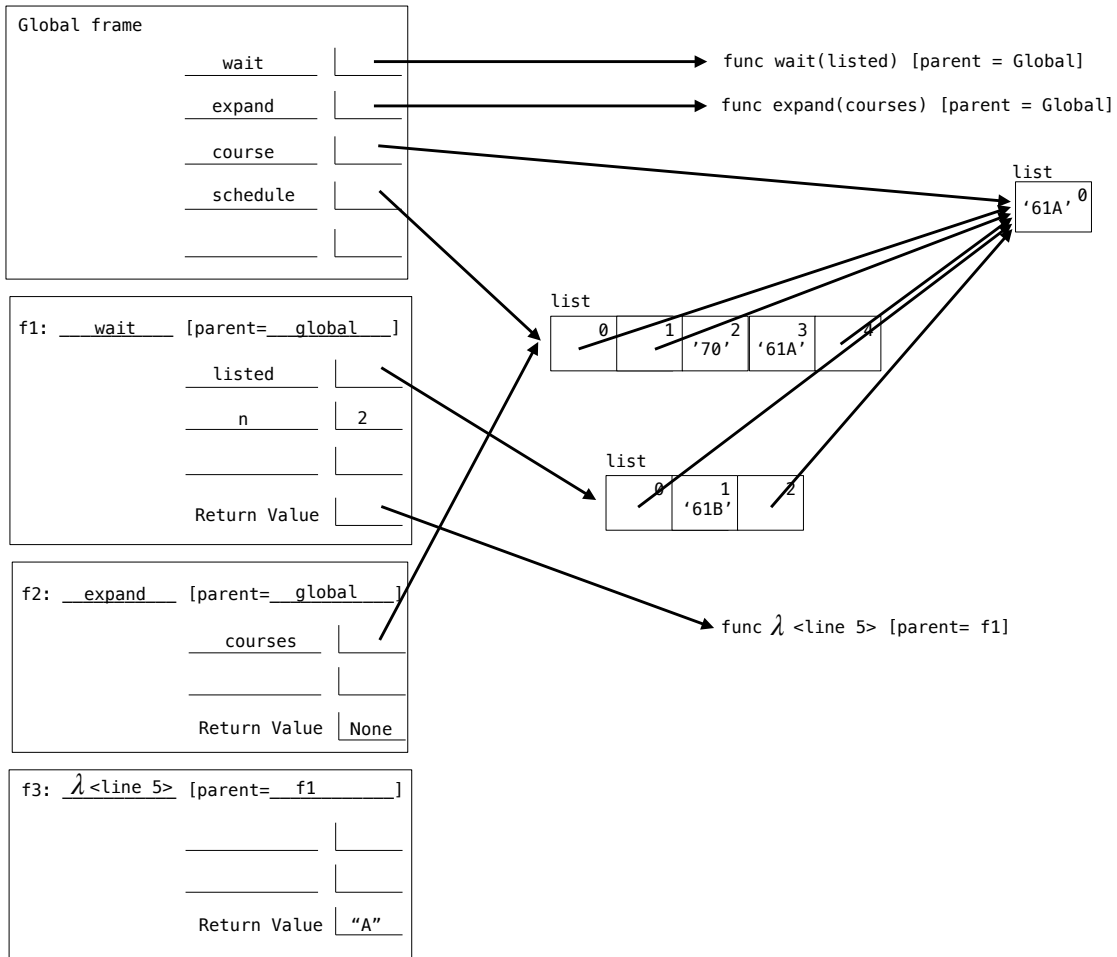 Global frame
wait
func wait(listed) [parent = Global]
expand
func expand(courses) [parent = Global]
course
list
‘61A’ 0
schedule
list
0 1 2 3 4
’70’ ‘61A’
f1: wait [parent= global ]
listed
n 2
list
0 1 2
‘61B’
Return Value
f2: expand [parent= global ]
func λ <line 5> [parent= f1]
courses
Return Value None
f3: λ <line 5> [parent= f1 ]
Return Value “A”